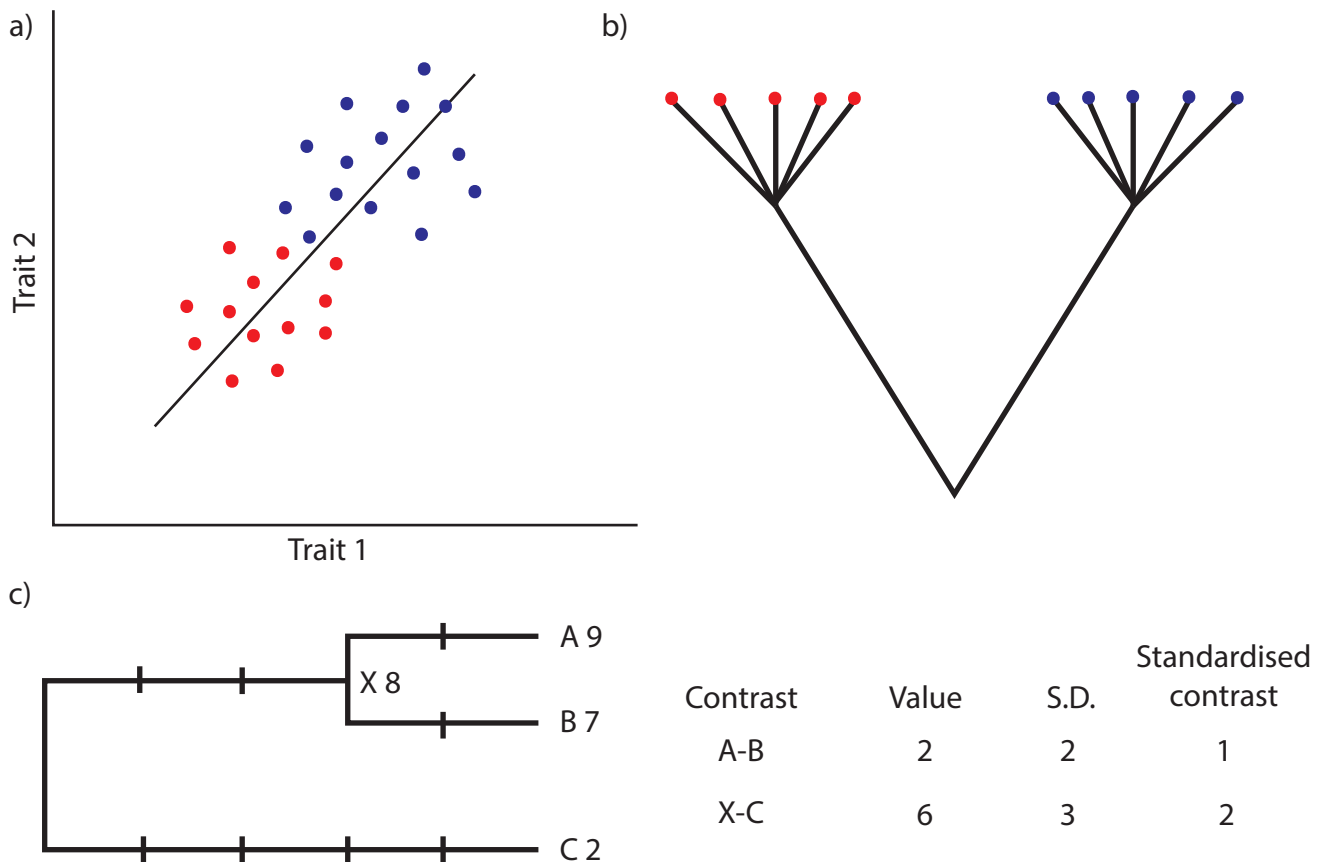 a)
b)
Trait 2
Trait 1
c)
A 9
X 8
B 7
C 2
Standardised
Contrast Value S.D. contrast
A-B 2 2 1
X-C 6 3 2